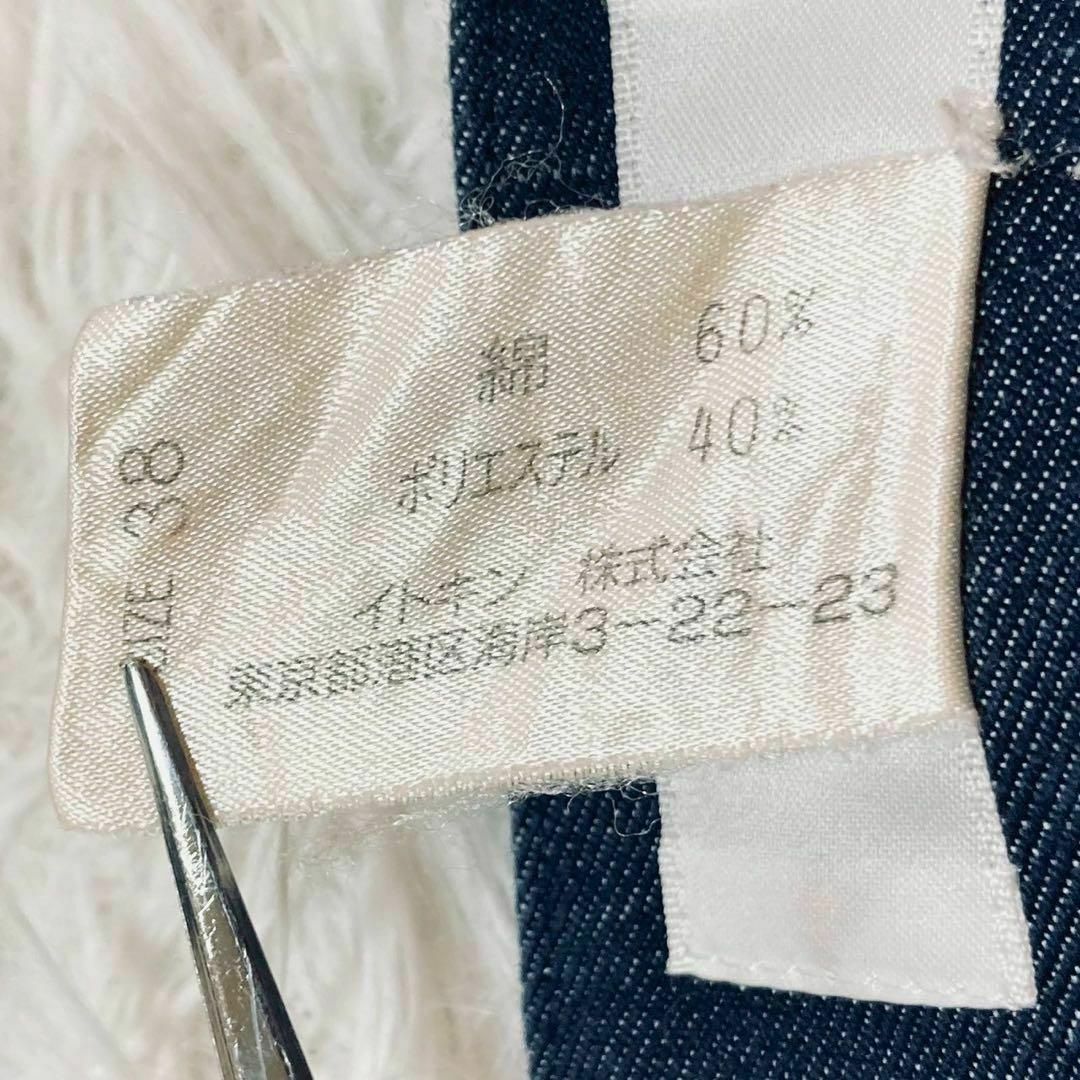 綿 60%
ポリエステル 40%
イトキン 株式会社
東京都港区海岸3-22-23
SIZE 38